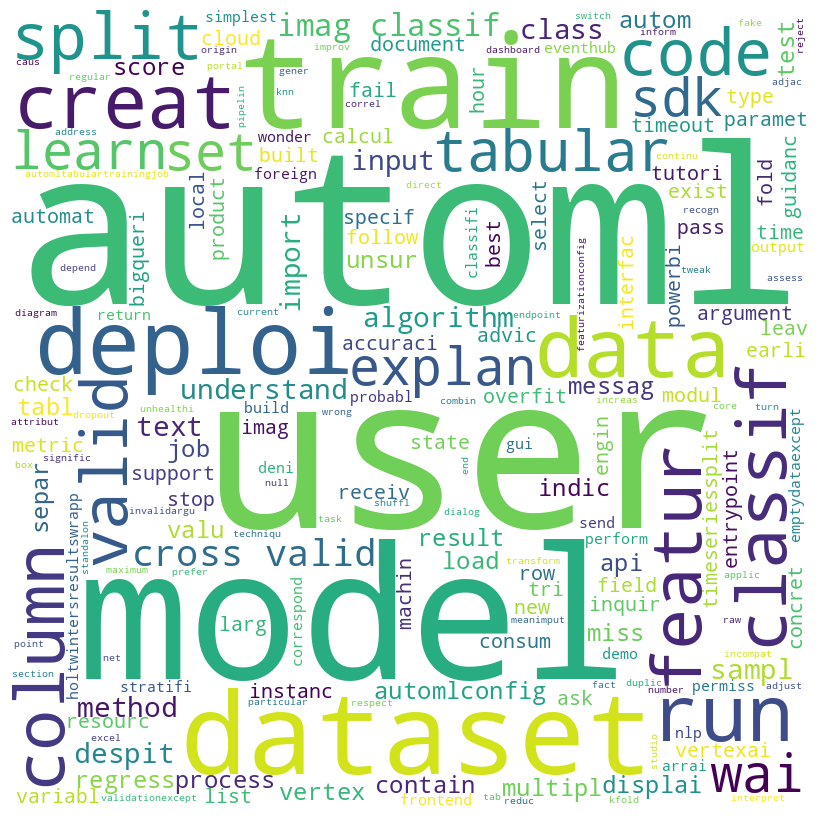 split
simplest
imag classif
class
autom
switch
fake
cloud
document
eventhub
inform
reject
origin
improv
dashboard
test
caus
score
portal
gener
train
code
regular
creat
fail
hour
knn
correl
sdk
type
adjac
pipelin
address
wonder
calcul
timeout
paramet
learnset
built
input
tabular
continu
tutori
automltabulartrainingjob
foreign
direct
exist
fold
guidanc
automat
local
product
specif
classifi
best
select
recogn
pass
time
bigqueri
import
follow
unsur
automl
interfac
powerbi
output
depend
tweak
assess
diagram
return
current
endpoint
featurizationconfig
argument
leav
deploi
algorithm
accuraci
advic
data
earli
check
valid
understand
explan
probabl
messag
modul
tabl
dropout
unhealthi
build
combin
overfit
increas
core
turn
attribut
text
imag
wrong
metric
signific
job
state
gui
engin
user
classif
box
deni
end
support
null
receiv
indic
separ
stop
invalidargu
shuffl
dialog
send
featur
entrypoint
timeseriessplit
emptydataexcept
valu
techniqu
task
result
perform
holtwintersresultswrapp
standalon
cross valid
load
api
row
transform
column
maximum
prefer
tri
field
applic
new
inquir
concret
model
larg
correspond
machin
meanimput
miss
raw
consum
demo
incompat
point
net
section
stratifi
instanc
automlconfig
ask
number
permiss
adjust
sampl
method
particular
fact
duplic
resourc
excel
respect
dataset
run
nlp
vertexai
despit
arrai
studio
wai
regress
process
contain
multipl
displai
variabl
validationexcept
list
vertex
frontend
tab
reduc
kfold
interpret